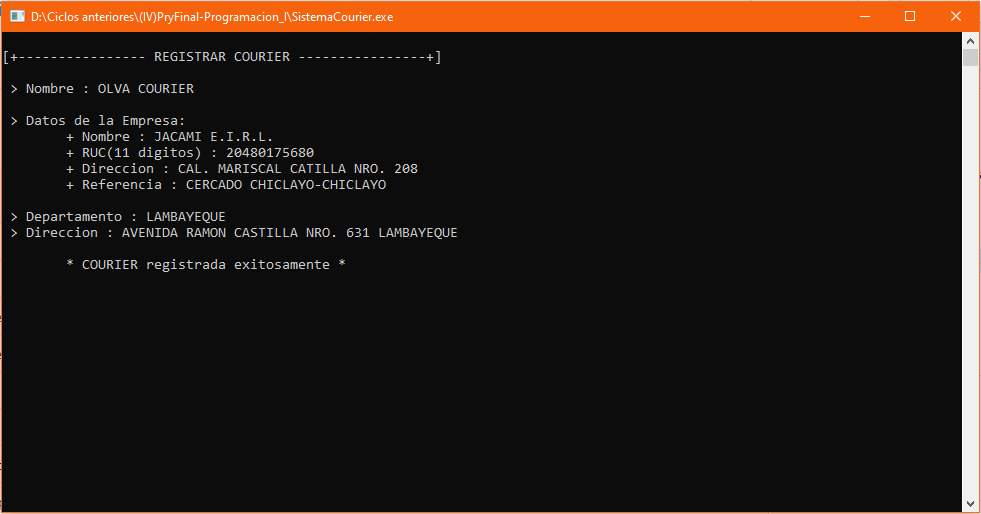 D:\Ciclos anteriores\(IV)PryFinal-Programacion_I\SistemaCourier.exe
[+---------------- REGISTRAR COURIER ----------------+]
> Nombre : OLVA COURIER
> Datos de la Empresa:
+ Nombre : JACAMI E.I.R.L.
+ RUC(11 digitos) : 20480175680
+ Direccion : CAL. MARISCAL CATILLA NRO. 208
+ Referencia : CERCADO CHICLAYO-CHICLAYO
> Departamento : LAMBAYEQUE
> Direccion : AVENIDA RAMON CASTILLA NRO. 631 LAMBAYEQUE
* COURIER registrada exitosamente *